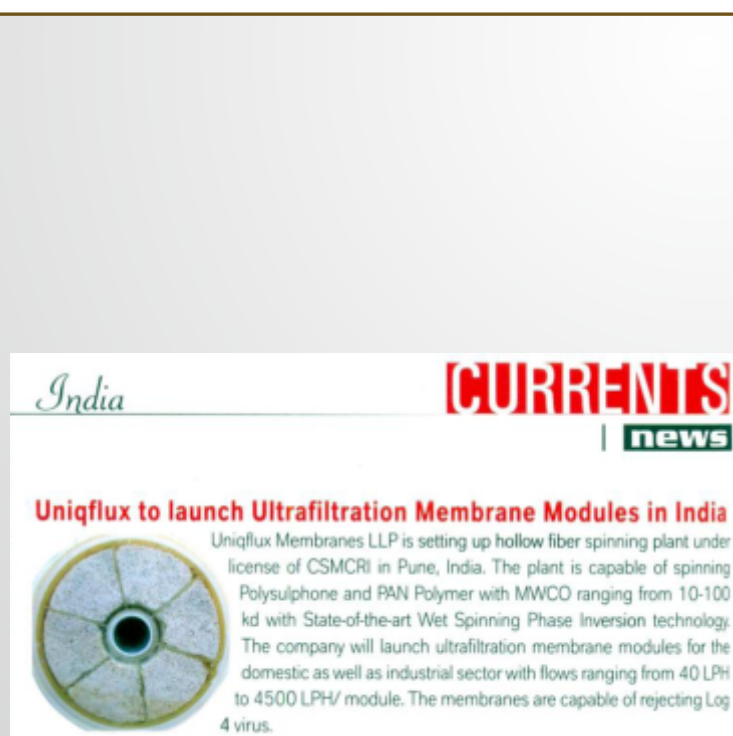 India
CURRENTS
news
Uniqflux to launch Ultrafiltration Membrane Modules in India
Uniqflux Membranes LLP is setting up hollow fiber spinning plant under
license of CSMCRI in Pune, India. The plant is capable of spinning
Polysulphone and PAN Polymer with MWCO ranging from 10-100
kd with State-of-the-art Wet Spinning Phase Inversion technology.
The company will launch ultrafiltration membrane modules for the
domestic as well as industrial sector with flows ranging from 40 LPH
to 4500 LPH/ module. The membranes are capable of rejecting Log
4 virus.